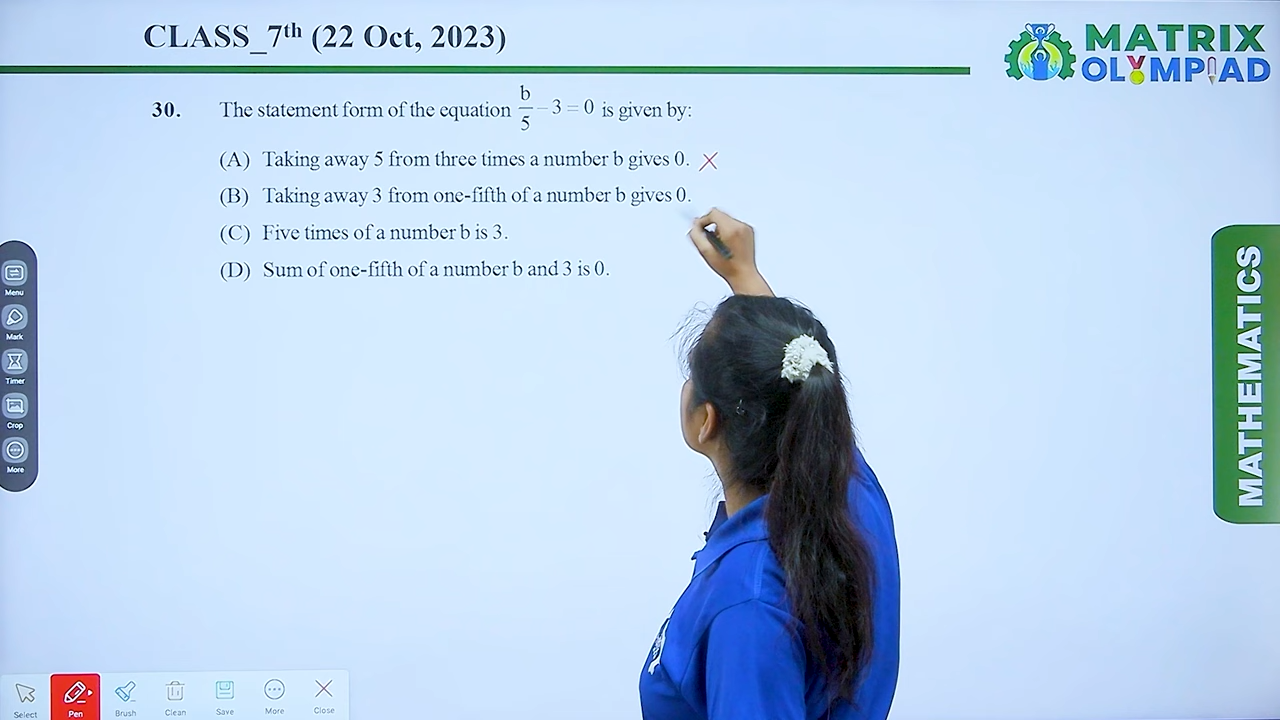 CLASS_7th (22 Oct, 2023)
MATRIX
OLYMPIAD
30. The statement form of the equation b/5 – 3 = 0 is given by:
(A) Taking away 5 from three times a number b gives 0. ×
(B) Taking away 3 from one-fifth of a number b gives 0.
(C) Five times of a number b is 3.
(D) Sum of one-fifth of a number b and 3 is 0.
MATHEMATICS
Menu
Mark
Timer
Crop
More
Select Pen Brush Clean Save More Close